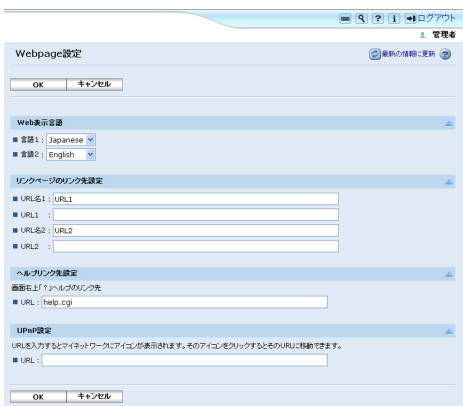 ログアウト
管理者
Webpage設定
最新の情報に更新
OK キャンセル
Web表示言語
■ 言語1 : Japanese
■ 言語2 : English
リンクページのリンク先設定
■ URL名1 : URL1
■ URL1 :
■ URL名2 : URL2
■ URL2 :
ヘルプリンク先設定
画面右上「？」ヘルプのリンク先
■ URL : help.cgi
UPnP設定
URLを入力するとマイネットワークにアイコンが表示されます。そのアイコンをクリックするとそのURLに移動できます。
■ URL :
OK キャンセル